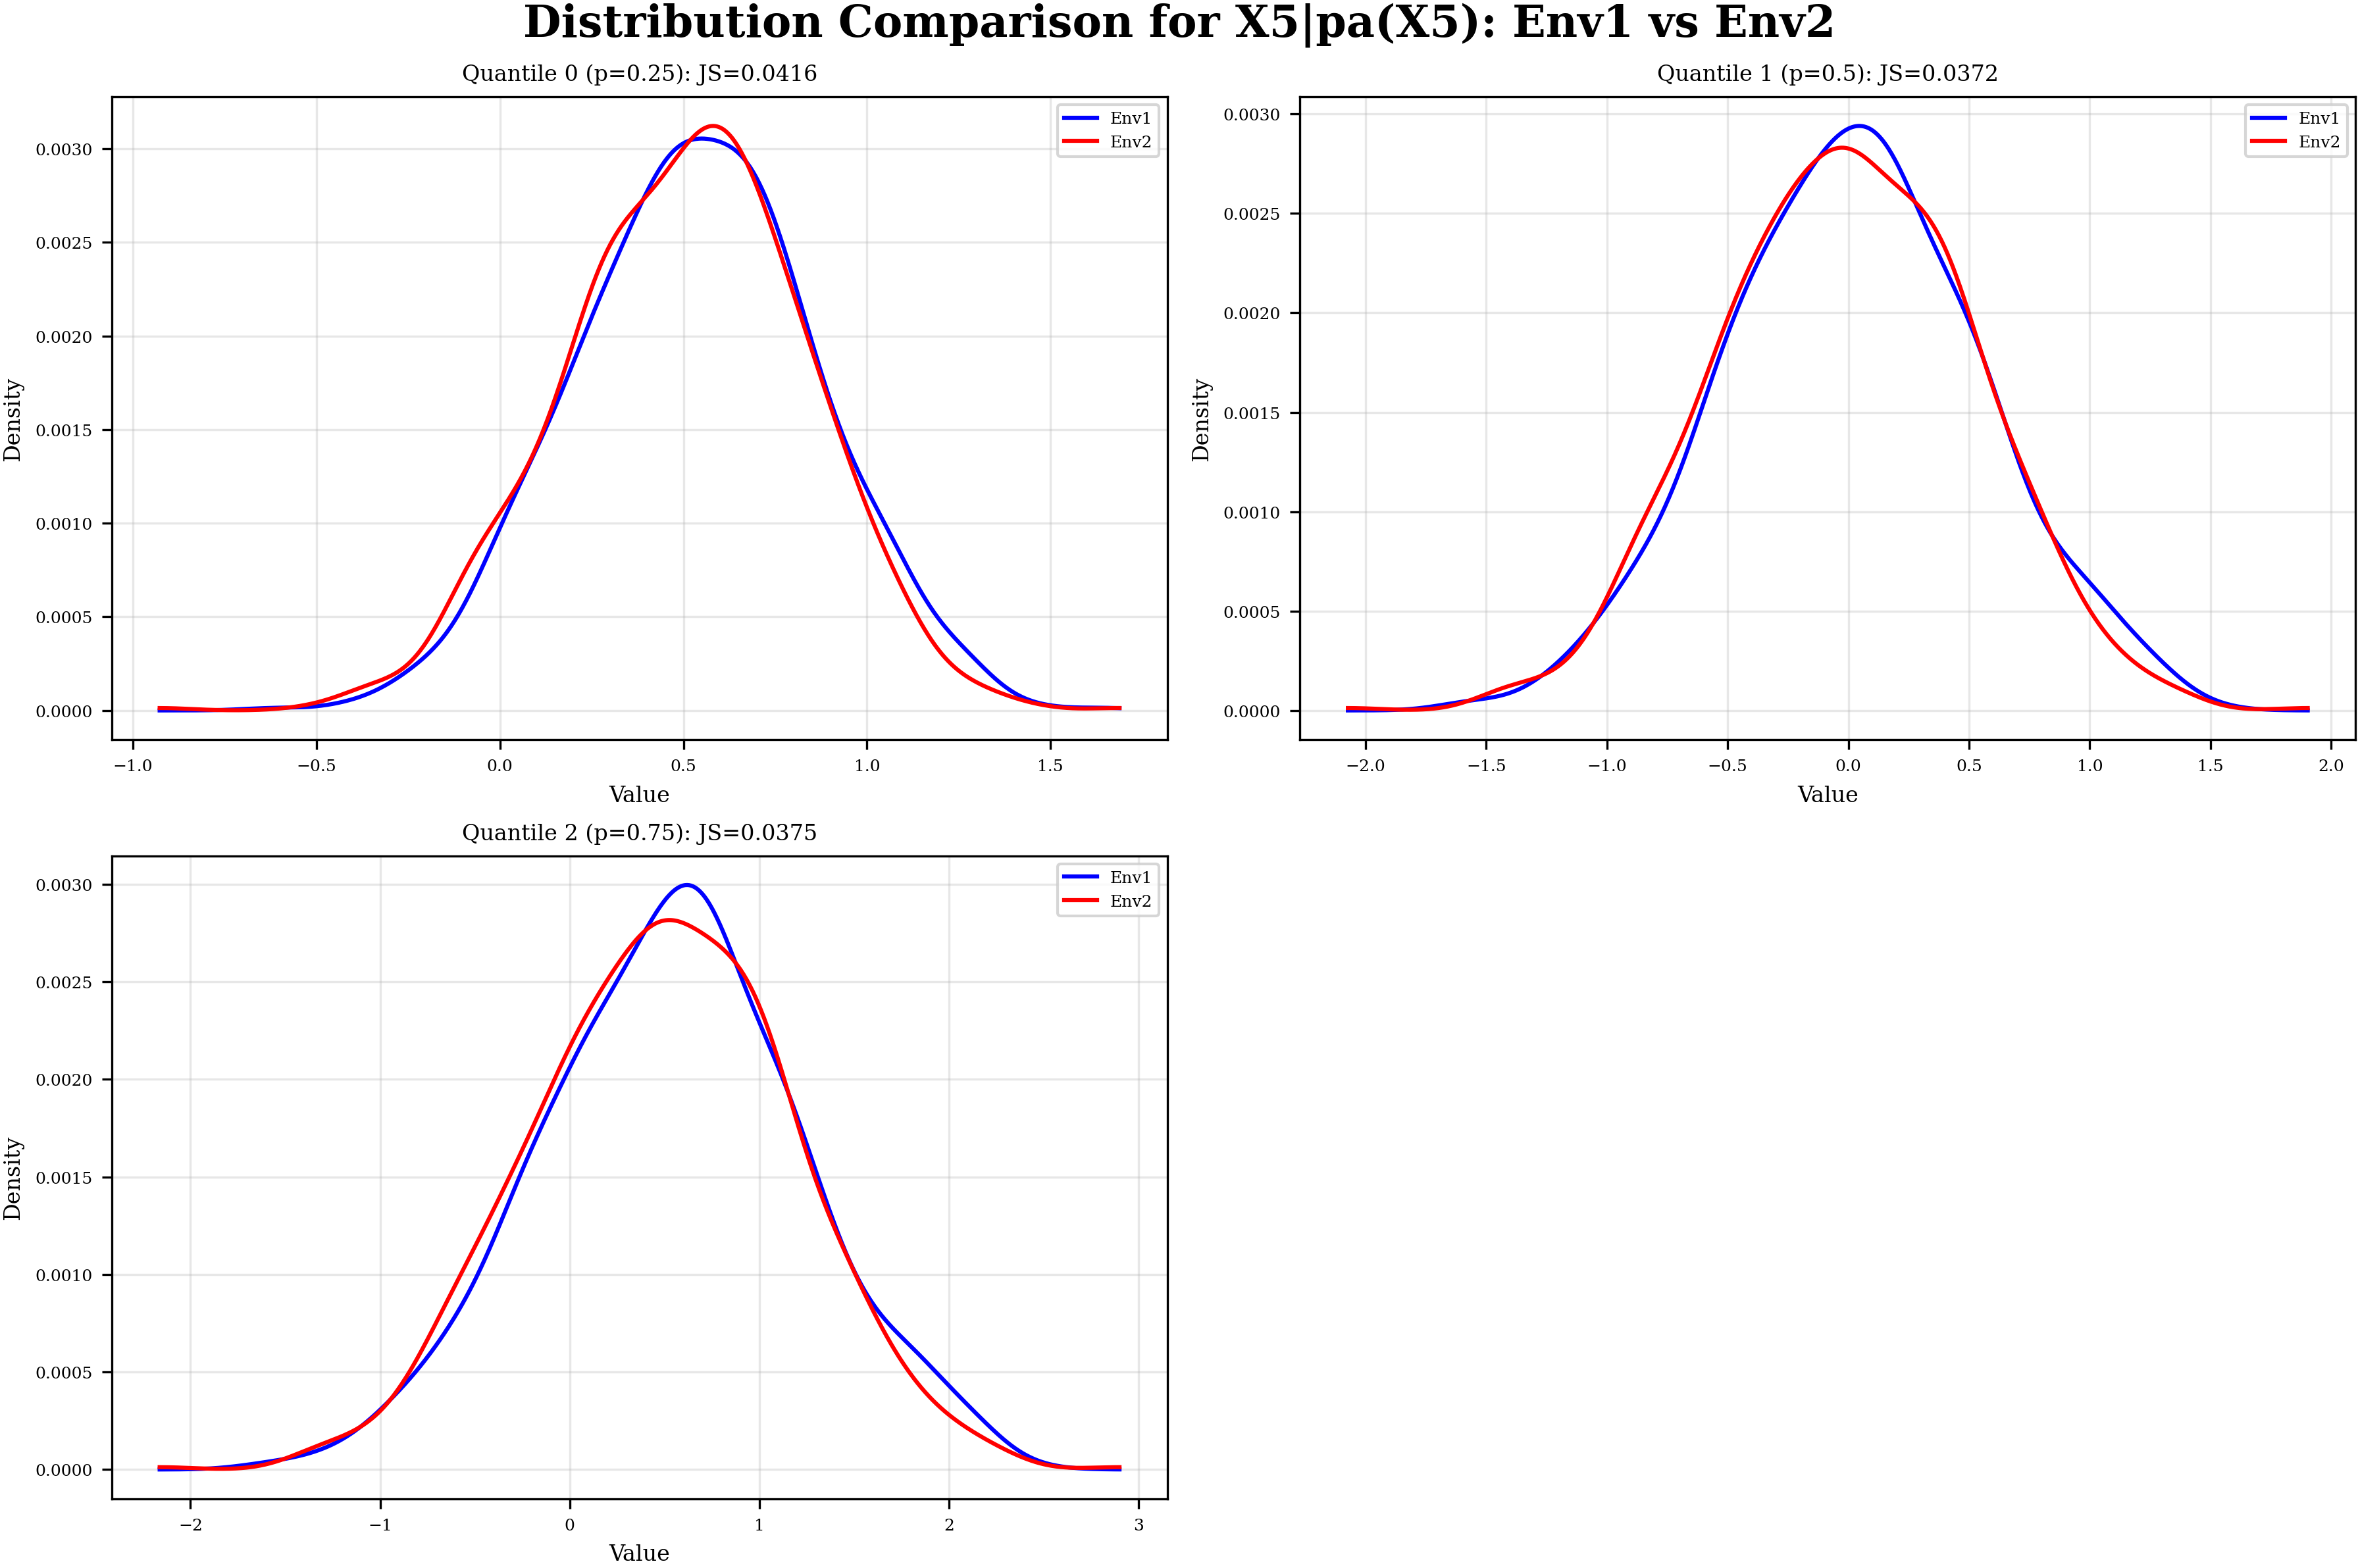 Distribution Comparison for X5|pa(X5): Env1 vs Env2
Quantile 0 (p=0.25): JS=0.0416
Density
0.0030
0.0025
0.0020
0.0015
0.0010
0.0005
0.0000
Env1
Env2
−1.0 −0.5 0.0 0.5 1.0 1.5
Value
Quantile 1 (p=0.5): JS=0.0372
Density
0.0030
0.0025
0.0020
0.0015
0.0010
0.0005
0.0000
Env1
Env2
−2.0 −1.5 −1.0 −0.5 0.0 0.5 1.0 1.5 2.0
Value
Quantile 2 (p=0.75): JS=0.0375
Density
0.0030
0.0025
0.0020
0.0015
0.0010
0.0005
0.0000
Env1
Env2
−2 −1 0 1 2 3
Value